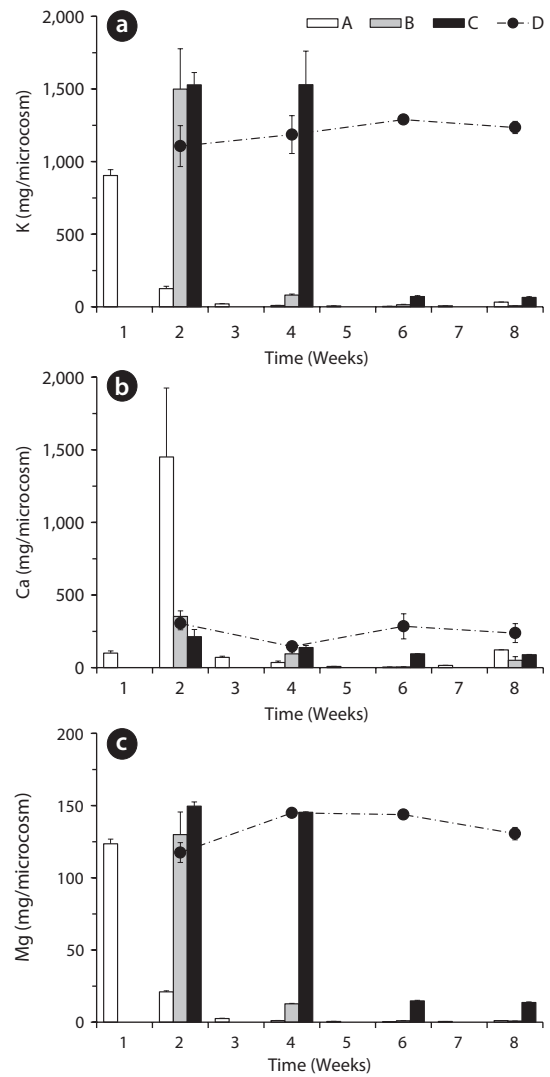 a
A B C D
2,000
1,500
1,000
500
0
K (mg/microcosm)
1 2 3 4 5 6 7 8
Time (Weeks)
b
2,000
1,500
1,000
500
0
Ca (mg/microcosm)
1 2 3 4 5 6 7 8
Time (Weeks)
c
200
150
100
50
0
Mg (mg/microcosm)
1 2 3 4 5 6 7 8
Time (Weeks)